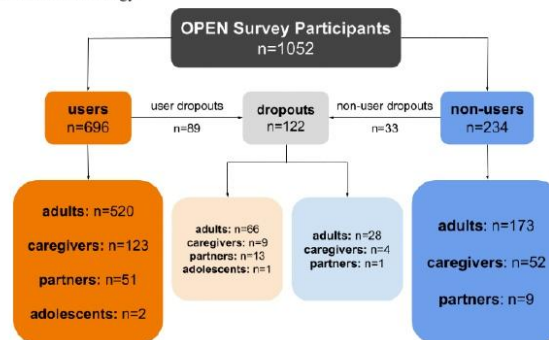 OPEN Survey Participants
n=1052
users
n=696
user dropouts
n=89
dropouts
n=122
non-user dropouts
n=33
non-users
n=234
adults: n=520
caregivers: n=123
partners: n=51
adolescents: n=2
adults: n=66
caregivers: n=9
partners: n=13
adolescents: n=1
adults: n=28
caregivers: n=4
partners: n=1
adults: n=173
caregivers: n=52
partners: n=9